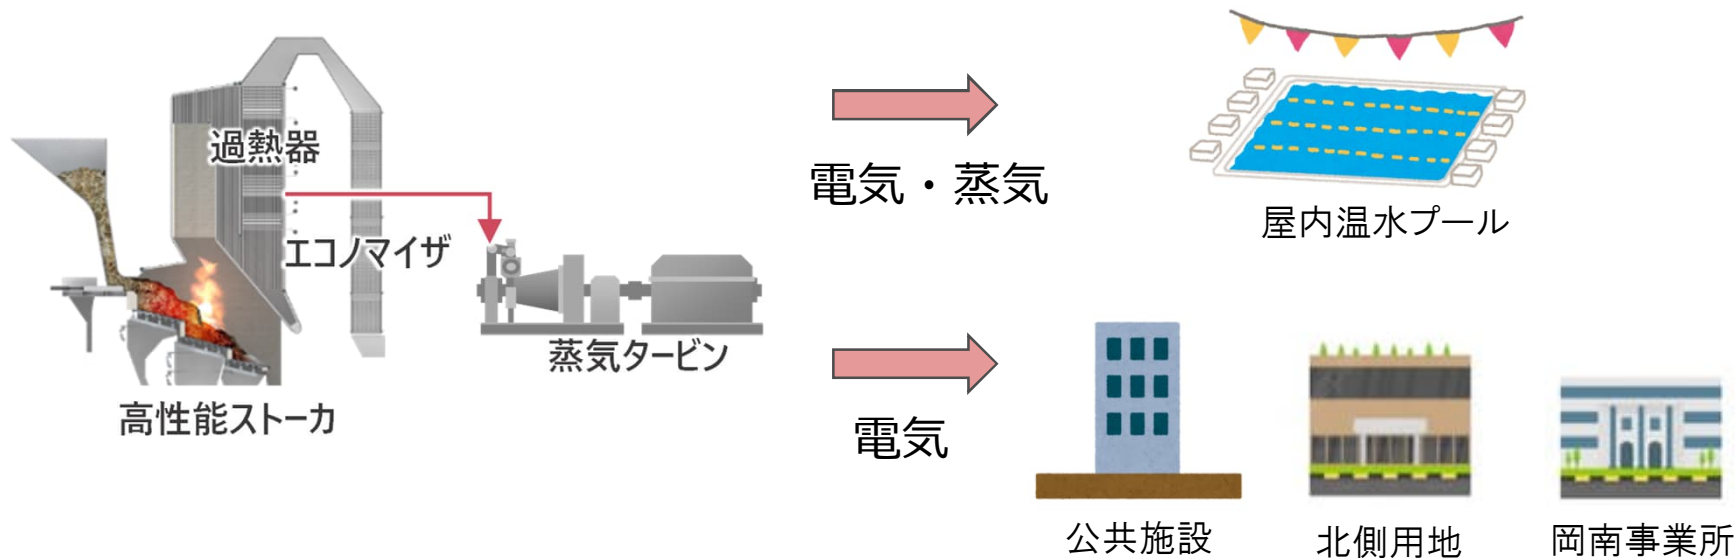 過熱器
エコノマイザ
高性能ストーカ
蒸気タービン
電気・蒸気
屋内温水プール
電気
公共施設
北側用地
岡南事業所